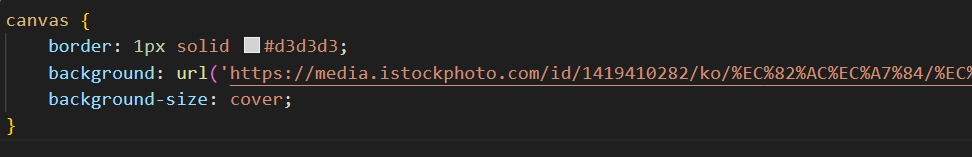 canvas {
border: 1px solid #d3d3d3;
background: url('https://media.istockphoto.com/id/1419410282/ko/%EC%82%AC%EC%A7%84/%EC%
background-size: cover;
}